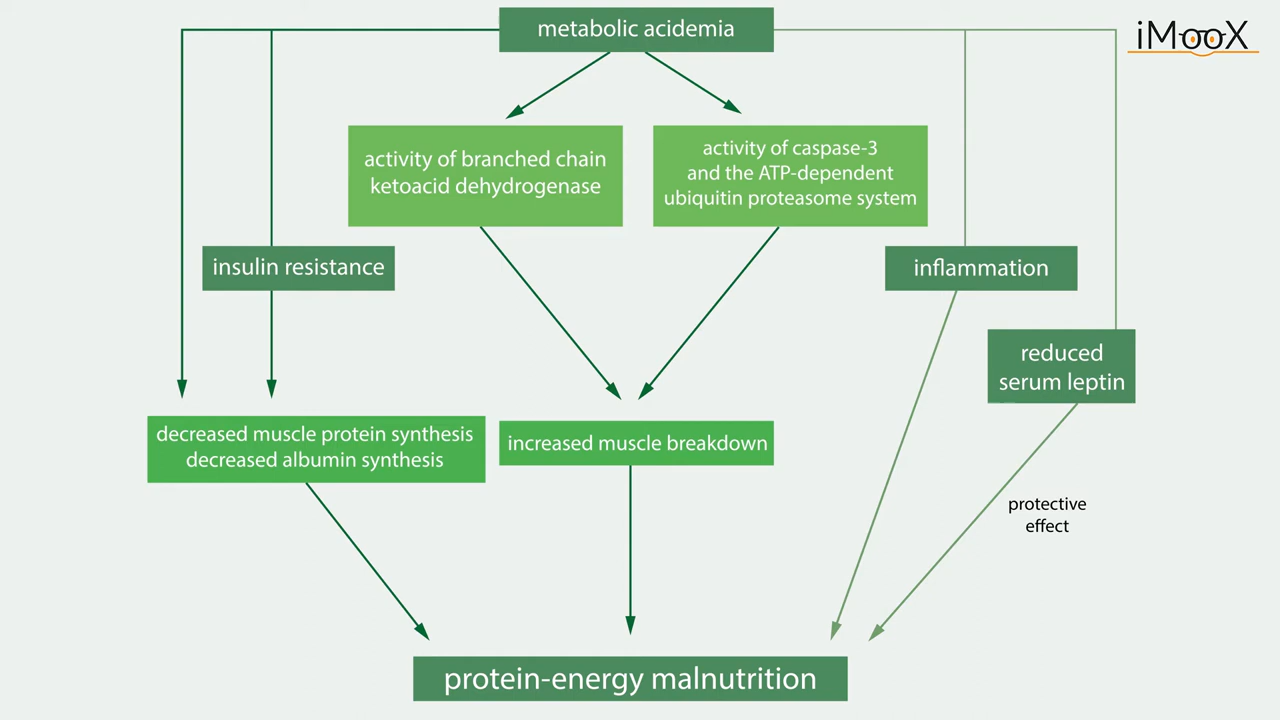 metabolic acidemia
iMooX
activity of branched chain
ketoacid dehydrogenase
activity of caspase-3
and the ATP-dependent
ubiquitin proteasome system
insulin resistance
inflammation
reduced
serum leptin
decreased muscle protein synthesis
decreased albumin synthesis
increased muscle breakdown
protective
effect
protein-energy malnutrition